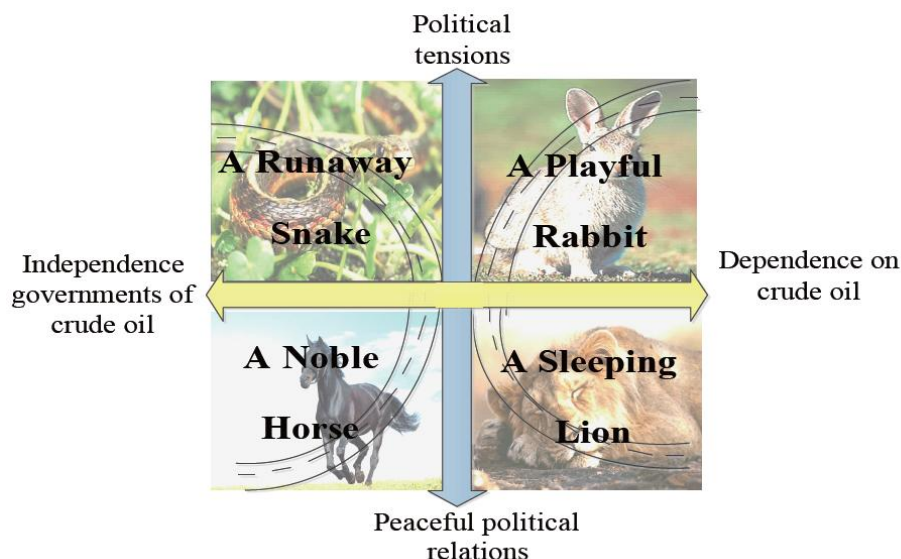 Political
tensions
A Runaway
Snake
A Playful
Rabbit
Independence
governments of
crude oil
Dependence on
crude oil
A Noble
Horse
A Sleeping
Lion
Peaceful political
relations